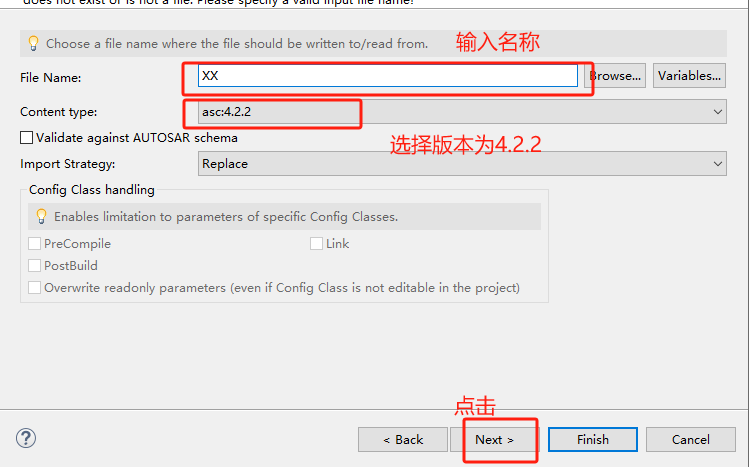 does not exist or is not a file. Please specify a valid input file name!
Choose a file name where the file should be written to/read from.
输入名称
File Name:
XX
Browse...
Variables...
Content type:
asc:4.2.2
Validate against AUTOSAR schema
选择版本为4.2.2
Import Strategy:
Replace
Config Class handling
Enables limitation to parameters of specific Config Classes.
PreCompile
Link
PostBuild
Overwrite readonly parameters (even if Config Class is not editable in the project)
点击
?
< Back
Next >
Finish
Cancel